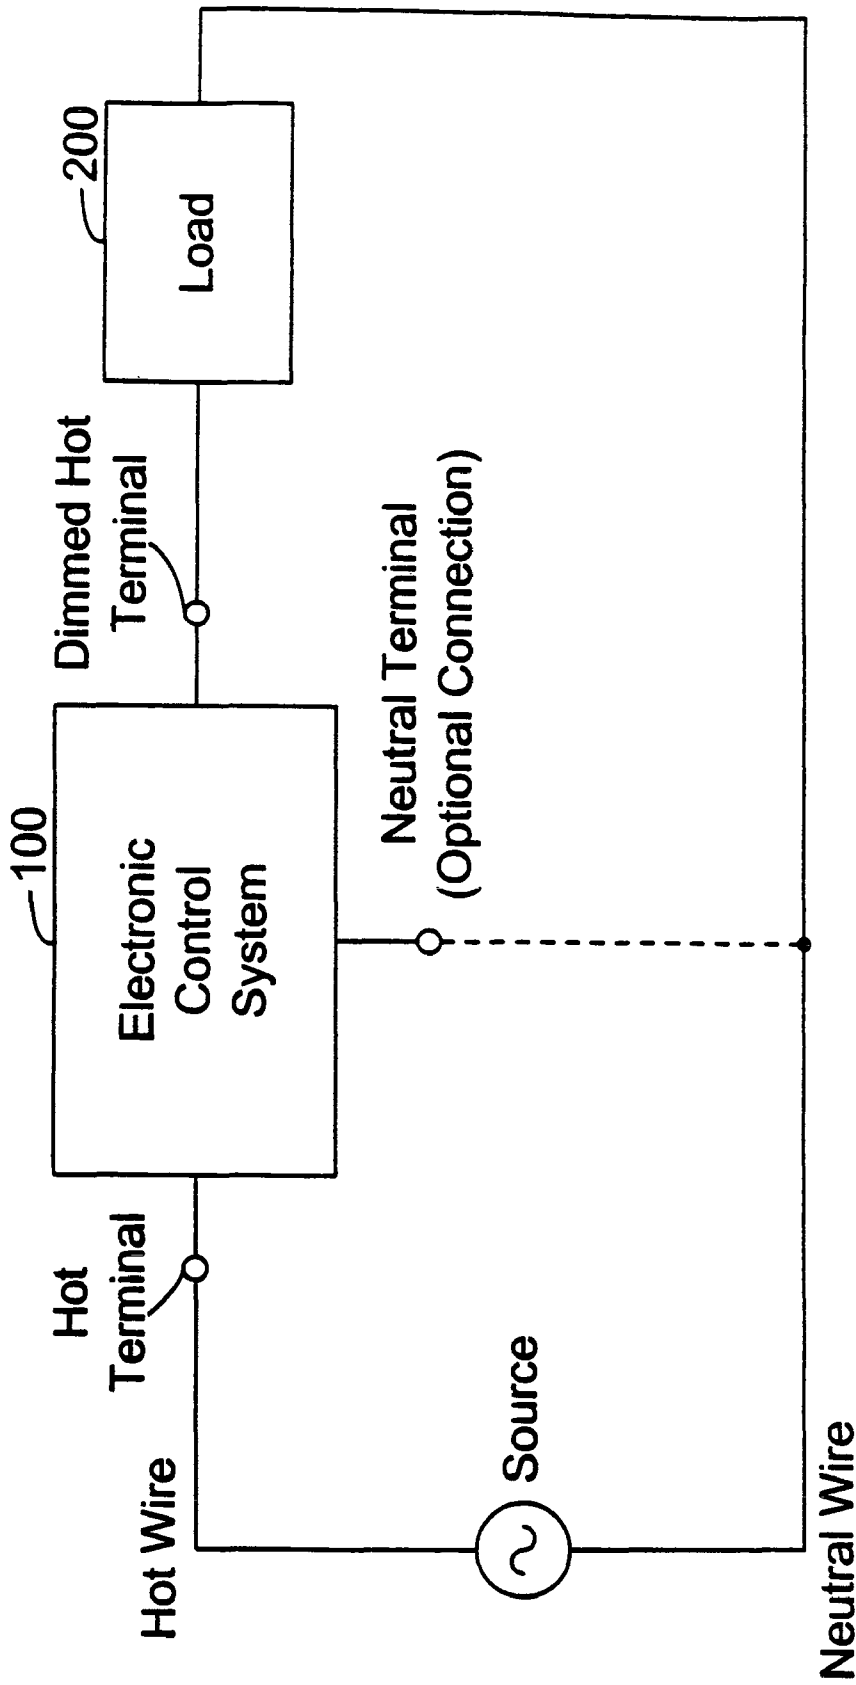 100
Electronic
Control
System
Hot
Terminal
Dimmed Hot
Terminal
200
Load
Hot Wire
Source
Neutral Terminal
(Optional Connection)
Neutral Wire